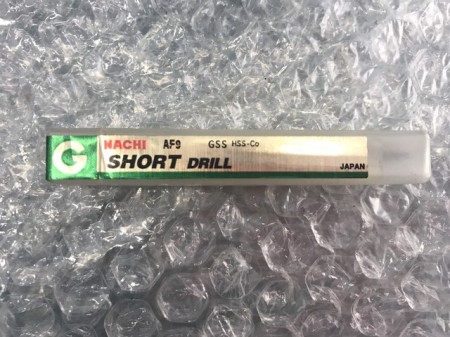 G
NACHI AF9 GSS HSS-Co
SHORT DRILL
JAPAN